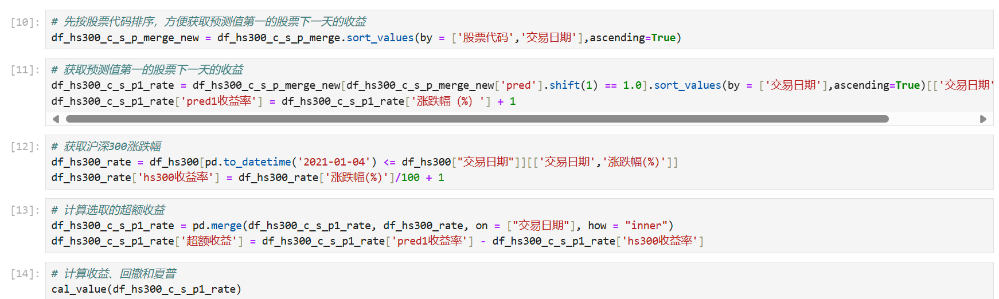 [10]:
# 先按股票代码排序，方便获取预测值第一的股票下一天的收益
df_hs300_c_s_p_merge_new = df_hs300_c_s_p_merge.sort_values(by = ['股票代码','交易日期'],ascending=True)
[11]:
# 获取预测值第一的股票下一天的收益
df_hs300_c_s_p1_rate = df_hs300_c_s_p_merge_new[df_hs300_c_s_p_merge_new['pred'].shift(1) == 1.0].sort_values(by = ['交易日期'],ascending=True)[['交易日期'
df_hs300_c_s_p1_rate['pred1收益率'] = df_hs300_c_s_p1_rate['涨跌幅（%）'] + 1
[12]:
# 获取沪深300涨跌幅
df_hs300_rate = df_hs300[pd.to_datetime('2021-01-04') <= df_hs300["交易日期"]][['交易日期','涨跌幅(%)']]
df_hs300_rate['hs300收益率'] = df_hs300_rate['涨跌幅(%)']/100 + 1
[13]:
# 计算选取的超额收益
df_hs300_c_s_p1_rate = pd.merge(df_hs300_c_s_p1_rate, df_hs300_rate, on = ["交易日期"], how = "inner")
df_hs300_c_s_p1_rate['超额收益'] = df_hs300_c_s_p1_rate['pred1收益率'] - df_hs300_c_s_p1_rate['hs300收益率']
[14]:
# 计算收益、回撤和夏普
cal_value(df_hs300_c_s_p1_rate)